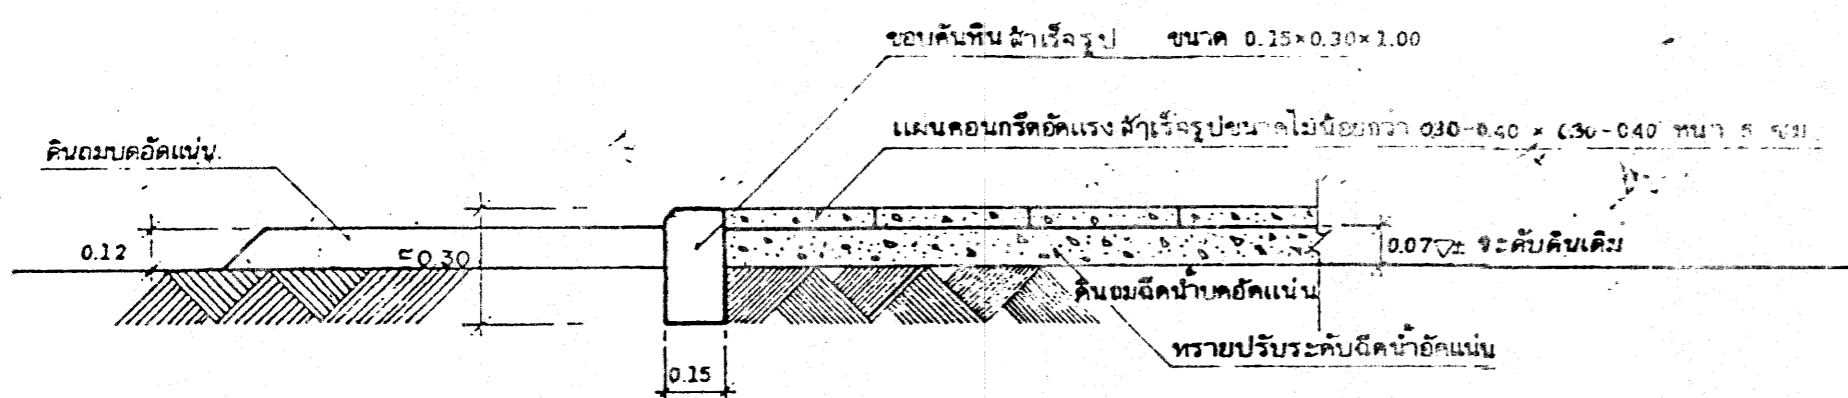 ขอบคันหิน สำเร็จรูป ขนาด 0.15×0.30×1.00
แผ่นคอนกรีตอัดแรง สำเร็จรูปขนาดไม่น้อยกว่า 0.30-0.40 × 0.30-0.40 หนา 5 ซม.
ดินถมบดอัดแน่น.
0.12
0.30
0.07 ± ระดับดินเดิม
ดินถมฉีดน้ำบดอัดแน่น
ทรายปรับระดับฉีดน้ำอัดแน่น
0.15